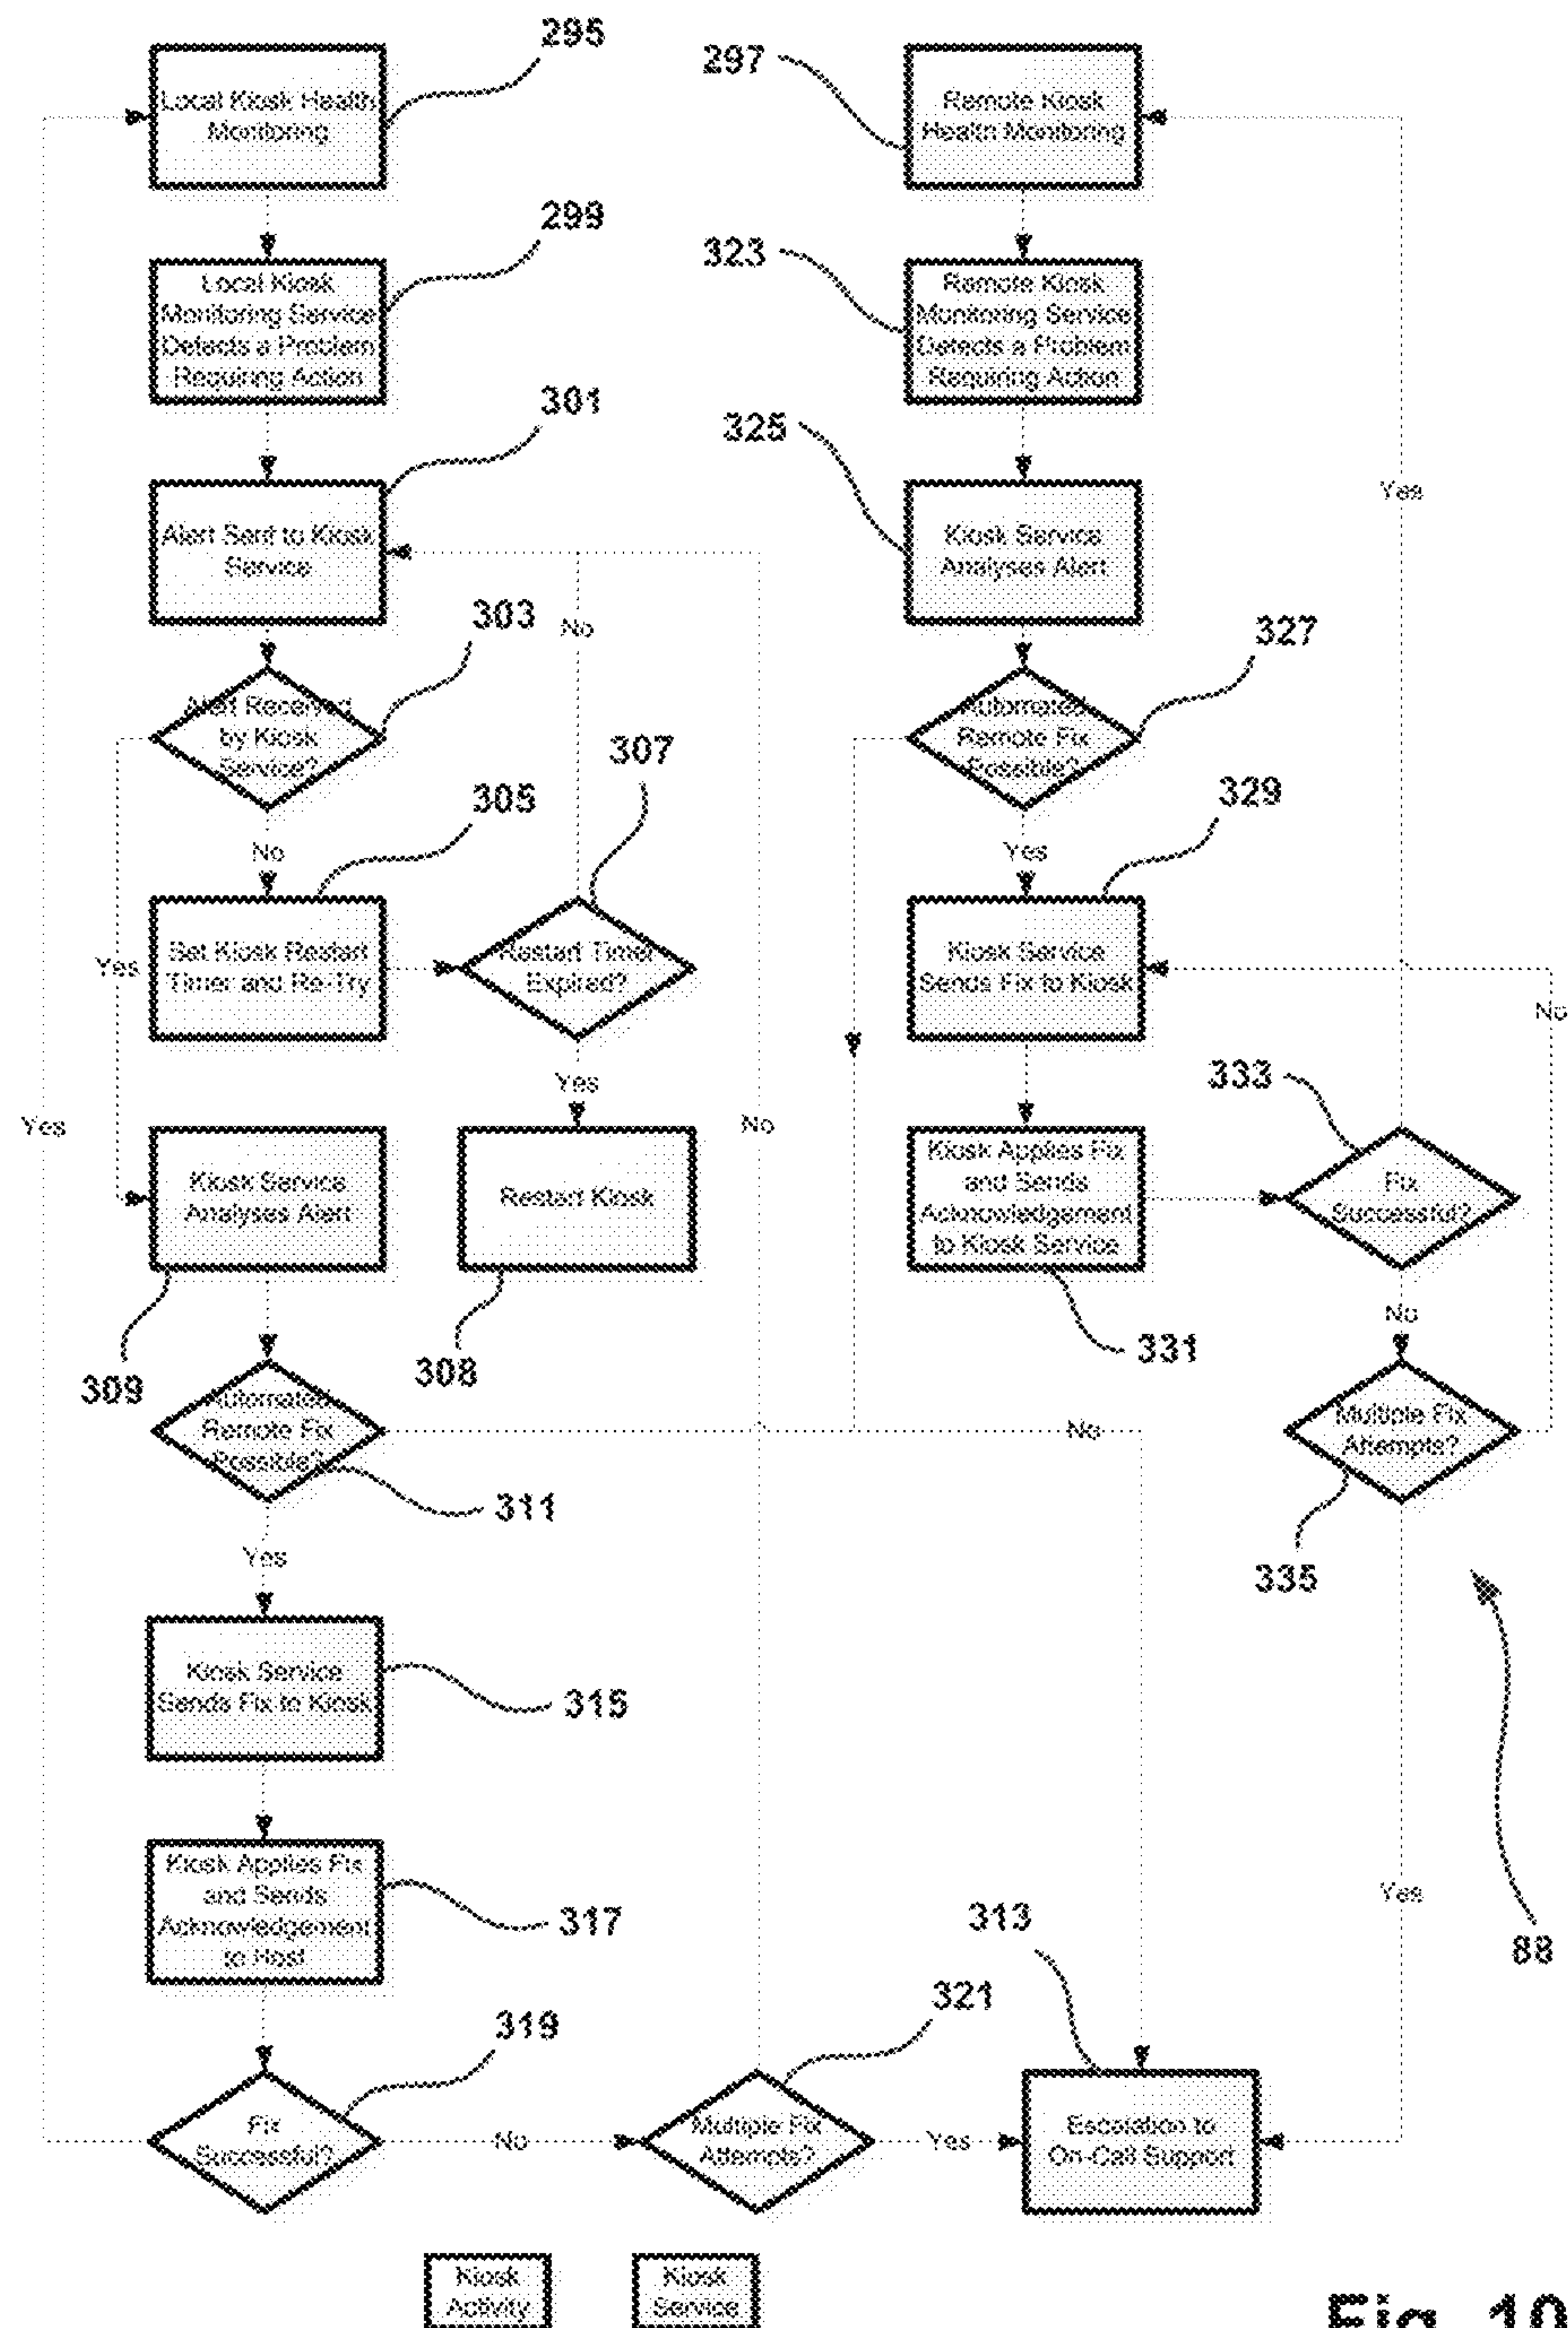 295
297
Local Kiosk Health
Monitoring
Remote Kiosk
Health Monitoring
299
323
Local Kiosk
Monitoring Service
Detects a Problem
Requiring Action
Remote Kiosk
Monitoring Service
Detects a Problem
Requiring Action
301
325
Alert Sent to Kiosk
Service
Kiosk Service
Analyses Alert
Yes
303
No
327
Alert Received
by Kiosk
Service?
Automated
Remote Fix
Possible?
307
305
329
No
Yes
Yes
Set Kiosk Restart
Timer and Re-Try
Restart Timer
Expired?
Kiosk Service
Sends Fix to Kiosk
No
333
Yes
Yes
No
Kiosk Service
Analyses Alert
Restart Kiosk
Kiosk Applies Fix
and Sends
Acknowledgement
to Kiosk Service
Fix
Successful?
No
309
308
331
Automated
Remote Fix
Possible?
No
Multiple Fix
Attempts?
311
335
Yes
Kiosk Service
Sends Fix to Kiosk
315
Kiosk Applies Fix
and Sends
Acknowledgement
to Host
317
313
Yes
88
321
319
Fix
Successful?
No
Multiple Fix
Attempts?
Yes
Escalation to
On-Call Support
Kiosk
Activity
Kiosk
Service
Fig. 10